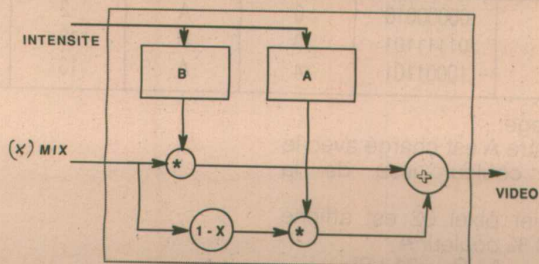 INTENSITE
B
A
(x) MIX
*
+
VIDEO
1-X
*